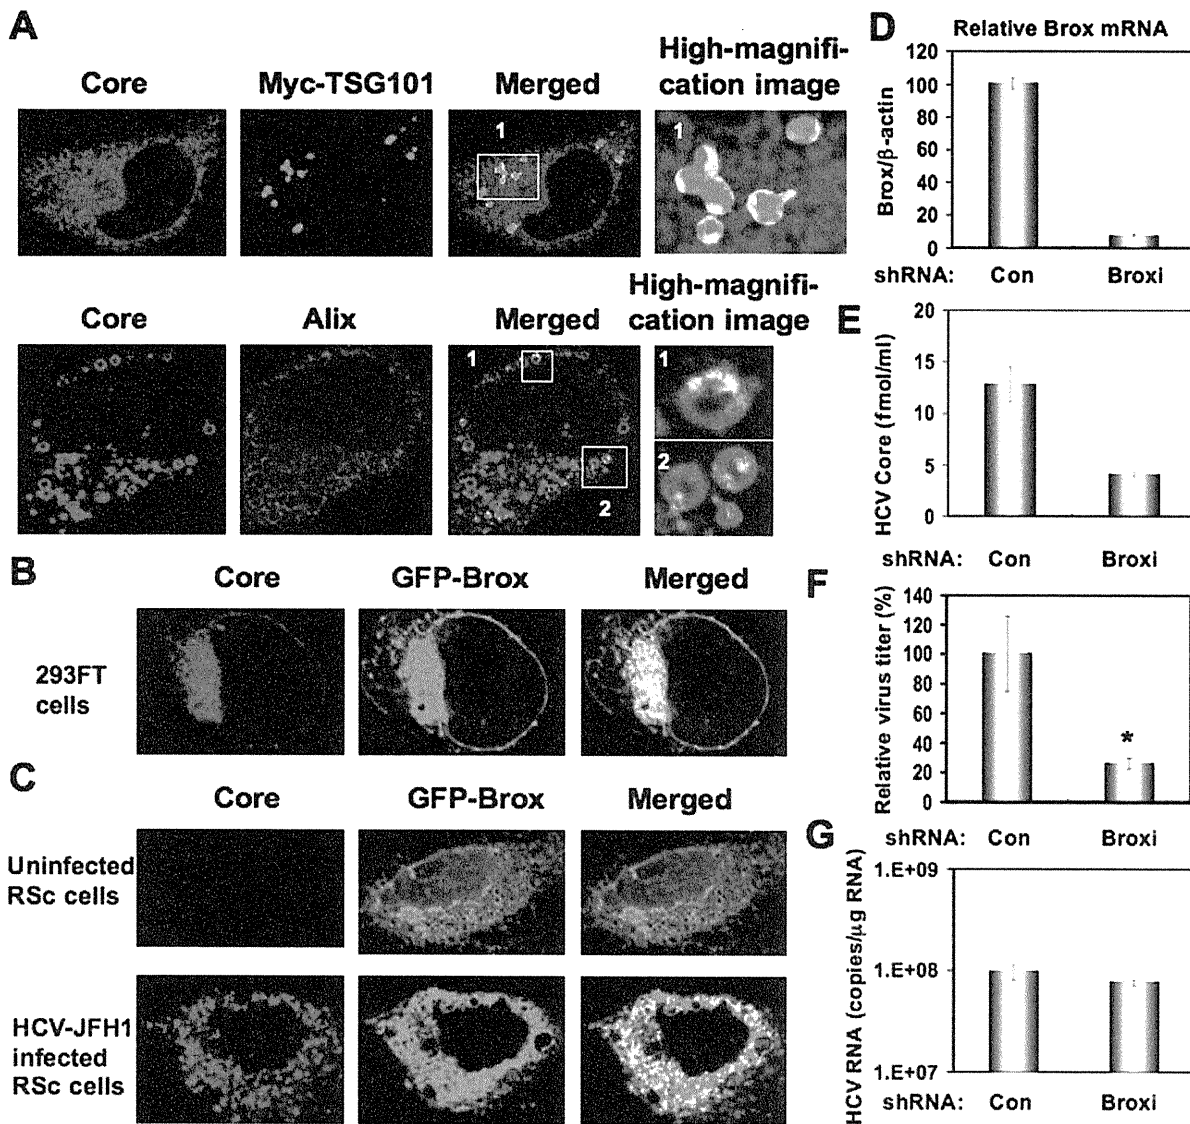 A
Core
Myc-TSG101
Merged
High-magnifi-
cation image
1
1
Core
Alix
Merged
High-magnifi-
cation image
1
2
1
2
B
Core
GFP-Brox
Merged
293FT
cells
C
Core
GFP-Brox
Merged
Uninfected
RSc cells
HCV-JFH1
infected
RSc cells
D
Relative Brox mRNA
Brox/β-actin
120
100
80
60
40
20
0
shRNA: Con Broxi
E
HCV Core (fmol/ml)
20
15
10
5
0
shRNA: Con Broxi
F
Relative virus titer (%)
140
120
100
80
60
40
20
0
*
shRNA: Con Broxi
G
HCV RNA (copies/μg RNA)
1.E+09
1.E+08
1.E+07
shRNA: Con Broxi